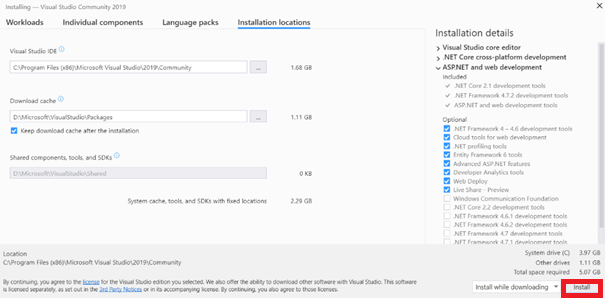 Installing — Visual Studio Community 2019
Workloads Individual components Language packs Installation locations
Visual Studio IDE
C:\Program Files (x86)\Microsoft Visual Studio\2019\Community ... 1.68 GB
Download cache
D:\Microsoft\VisualStudio\Packages ... 1.11 GB
Keep download cache after the installation
Shared components, tools, and SDKs
D:\Microsoft\VisualStudio\Shared 0 KB
System cache, tools, and SDKs with fixed locations 2.29 GB
Installation details
Visual Studio core editor
.NET Core cross-platform development
ASP.NET and web development
Included
.NET Core 2.1 development tools
.NET Framework 4.7.2 development tools
ASP.NET and web development tools
Optional
.NET Framework 4 – 4.6 development tools
Cloud tools for web development
.NET profiling tools
Entity Framework 6 tools
Advanced ASP.NET features
Developer Analytics tools
Web Deploy
Live Share - Preview
Windows Communication Foundation
.NET Core 2.2 development tools
.NET Framework 4.6.1 development tools
.NET Framework 4.6.2 development tools
.NET Framework 4.7 development tools
.NET Framework 4.7.1 development tools
Location
C:\Program Files (x86)\Microsoft Visual Studio\2019\Community
System drive (C) 3.97 GB
Other drives 1.11 GB
Total space required 5.07 GB
By continuing, you agree to the license for the Visual Studio edition you selected. We also offer the ability to download other software with Visual Studio. This software
is licensed separately, as set out in the 3rd Party Notices or in its accompanying license. By continuing, you also agree to those licenses.
Install while downloading Install